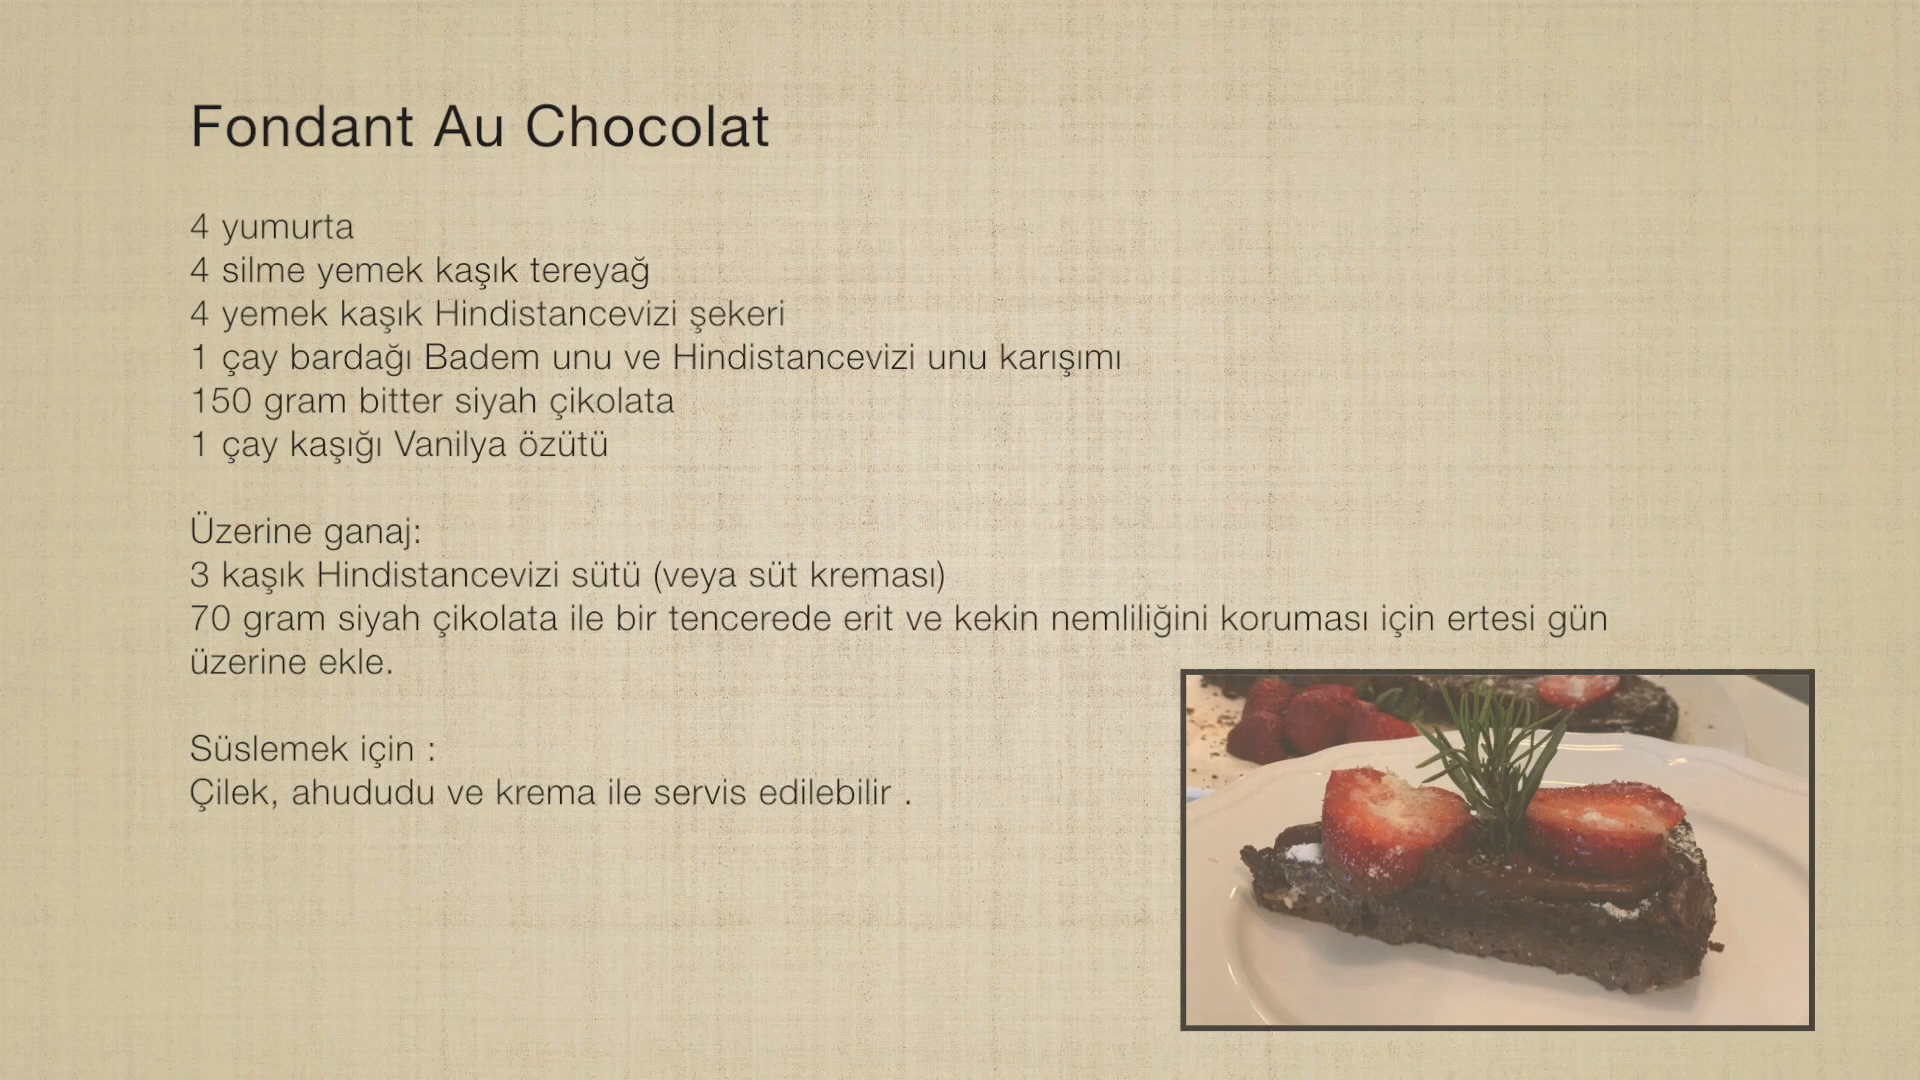 Fondant Au Chocolat
4 yumurta
4 silme yemek kaşık tereyağ
4 yemek kaşık Hindistancevizi şekeri
1 çay bardağı Badem unu ve Hindistancevizi unu karışımı
150 gram bitter siyah çikolata
1 çay kaşığı Vanilya özütü
Üzerine ganaj:
3 kaşık Hindistancevizi sütü (veya süt kreması)
70 gram siyah çikolata ile bir tencerede erit ve kekin nemliliğini koruması için ertesi gün
üzerine ekle.
Süslemek için :
Çilek, ahududu ve krema ile servis edilebilir .